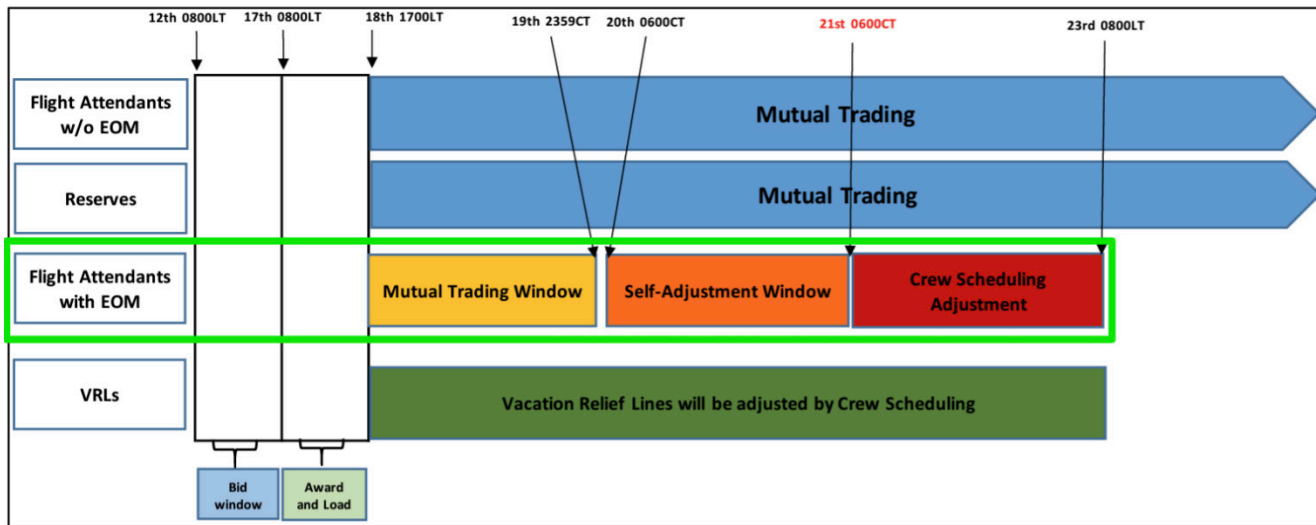 12th 0800LT
17th 0800LT
18th 1700LT
19th 2359CT
20th 0600CT
21st 0600CT
23rd 0800LT
Flight Attendants
w/o EOM
Mutual Trading
Reserves
Mutual Trading
Flight Attendants
with EOM
Mutual Trading Window
Self-Adjustment Window
Crew Scheduling
Adjustment
VRLs
Vacation Relief Lines will be adjusted by Crew Scheduling
Bid
window
Award
and Load